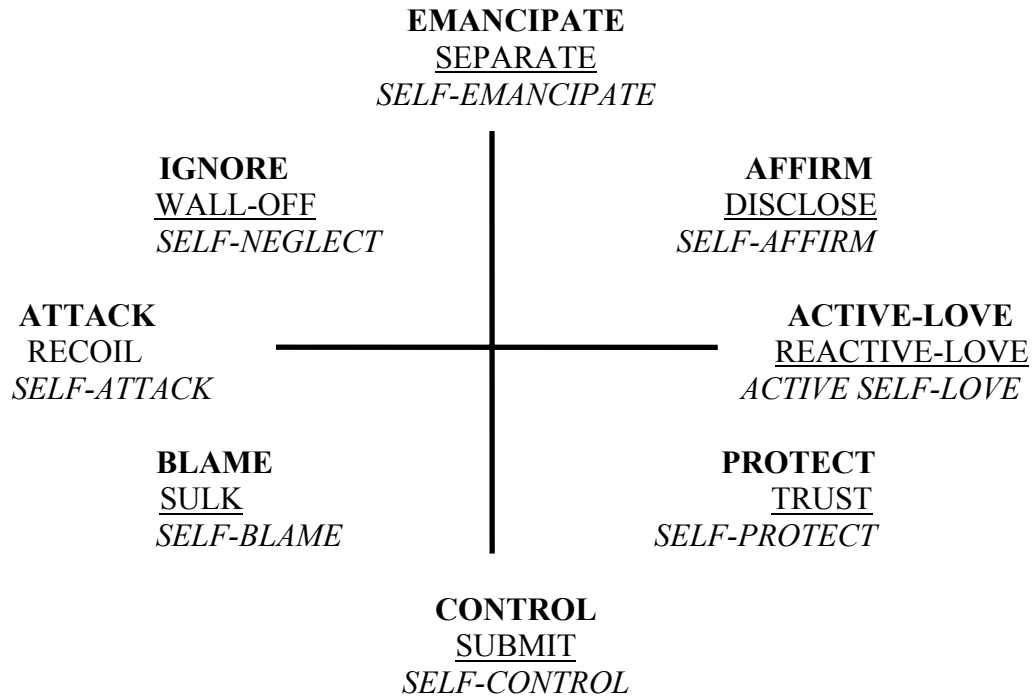 EMANCIPATE
SEPARATE
SELF-EMANCIPATE
IGNORE
WALL-OFF
SELF-NEGLECT
AFFIRM
DISCLOSE
SELF-AFFIRM
ATTACK
RECOIL
SELF-ATTACK
ACTIVE-LOVE
REACTIVE-LOVE
ACTIVE SELF-LOVE
BLAME
SULK
SELF-BLAME
PROTECT
TRUST
SELF-PROTECT
CONTROL
SUBMIT
SELF-CONTROL